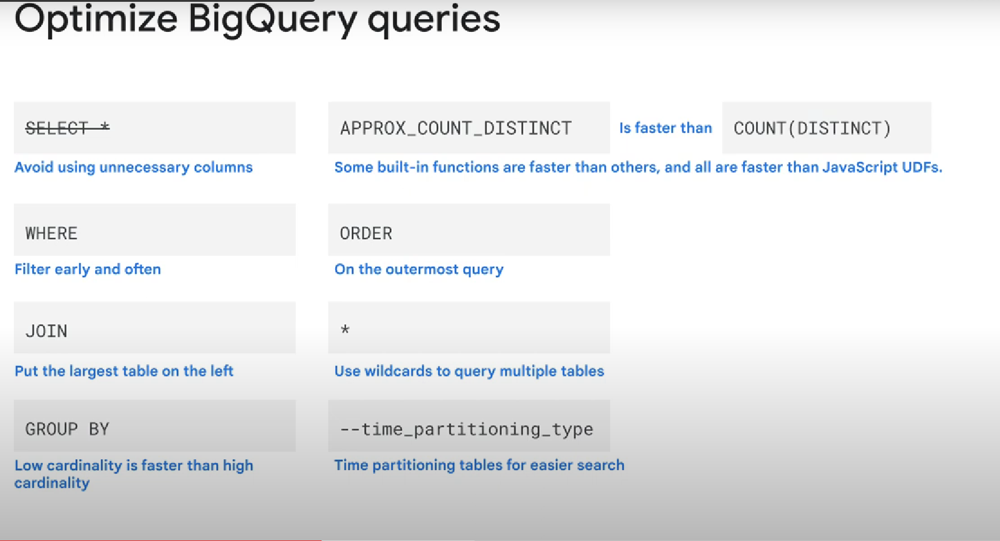 Optimize BigQuery queries
SELECT *
APPROX_COUNT_DISTINCT
Is faster than
COUNT(DISTINCT)
Avoid using unnecessary columns
Some built-in functions are faster than others, and all are faster than JavaScript UDFs.
WHERE
ORDER
Filter early and often
On the outermost query
JOIN
*
Put the largest table on the left
Use wildcards to query multiple tables
GROUP BY
--time_partitioning_type
Low cardinality is faster than high
cardinality
Time partitioning tables for easier search